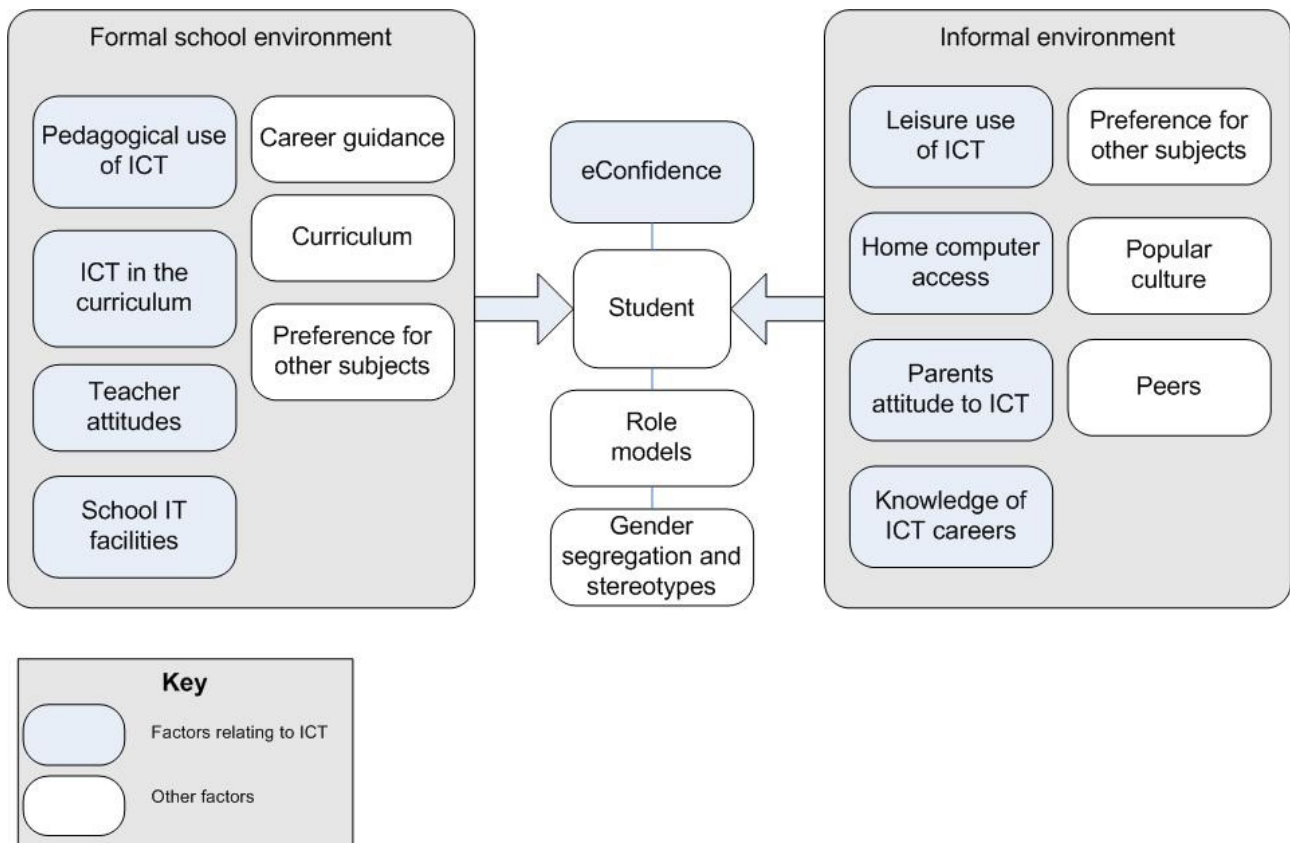 Formal school environment
Pedagogical use
of ICT
ICT in the
curriculum
Teacher
attitudes
School IT
facilities
Career guidance
Curriculum
Preference for
other subjects
eConfidence
Student
Role
models
Gender
segregation and
stereotypes
Informal environment
Leisure use
of ICT
Home computer
access
Parents
attitude to ICT
Knowledge of
ICT careers
Preference for
other subjects
Popular
culture
Peers
Key
Factors relating to ICT
Other factors